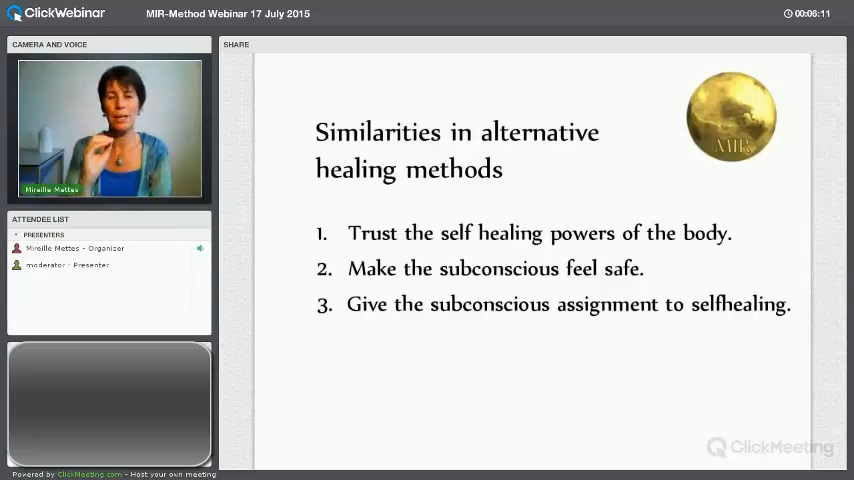 ClickWebinar
MIR-Method Webinar 17 July 2015
00:06:11
CAMERA AND VOICE
Mireille Mettes
ATTENDEE LIST
PRESENTERS
Mireille Mettes - Organizer
moderator - Presenter
Powered by ClickMeeting.com - Host your own meeting
SHARE
MIR
Similarities in alternative
healing methods
1. Trust the self healing powers of the body.
2. Make the subconscious feel safe.
3. Give the subconscious assignment to selfhealing.
ClickMeeting